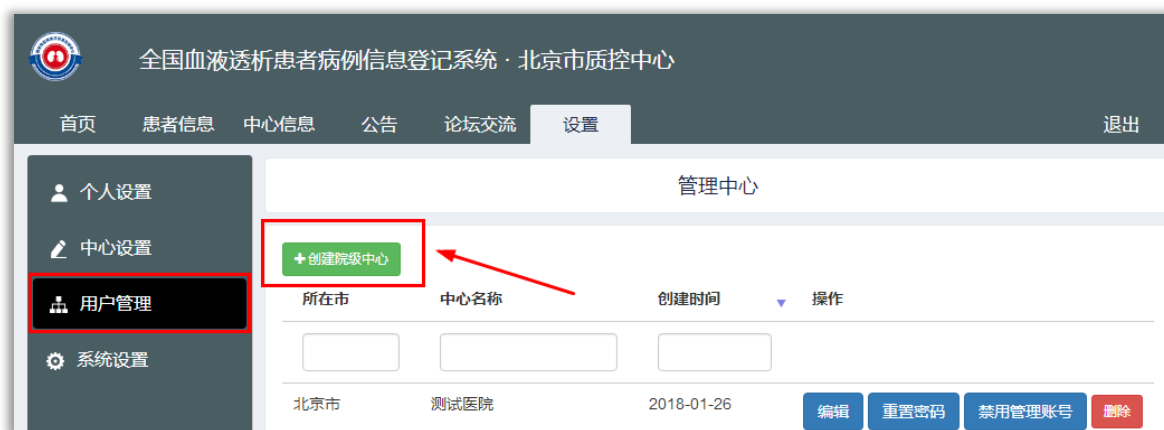 全国血液透析患者病例信息登记系统 · 北京市质控中心
首页 患者信息 中心信息 公告 论坛交流 设置 退出
个人设置
中心设置
用户管理
系统设置
管理中心
+创建院级中心
所在市 中心名称 创建时间 操作
北京市 测试医院 2018-01-26 编辑 重置密码 禁用管理账号 删除